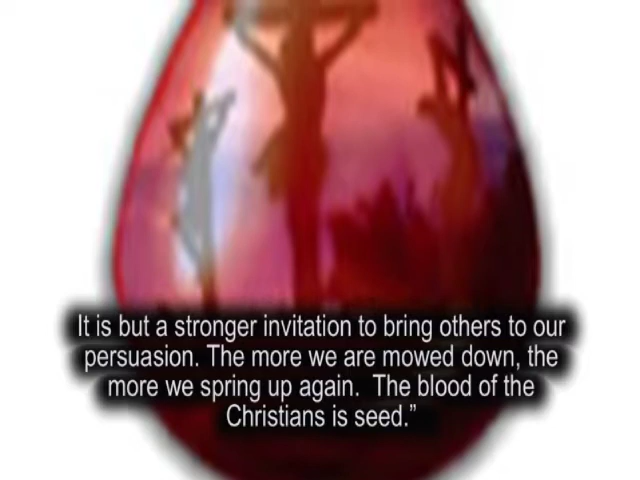 It is but a stronger invitation to bring others to our
persuasion. The more we are mowed down, the
more we spring up again.  The blood of the
Christians is seed.”